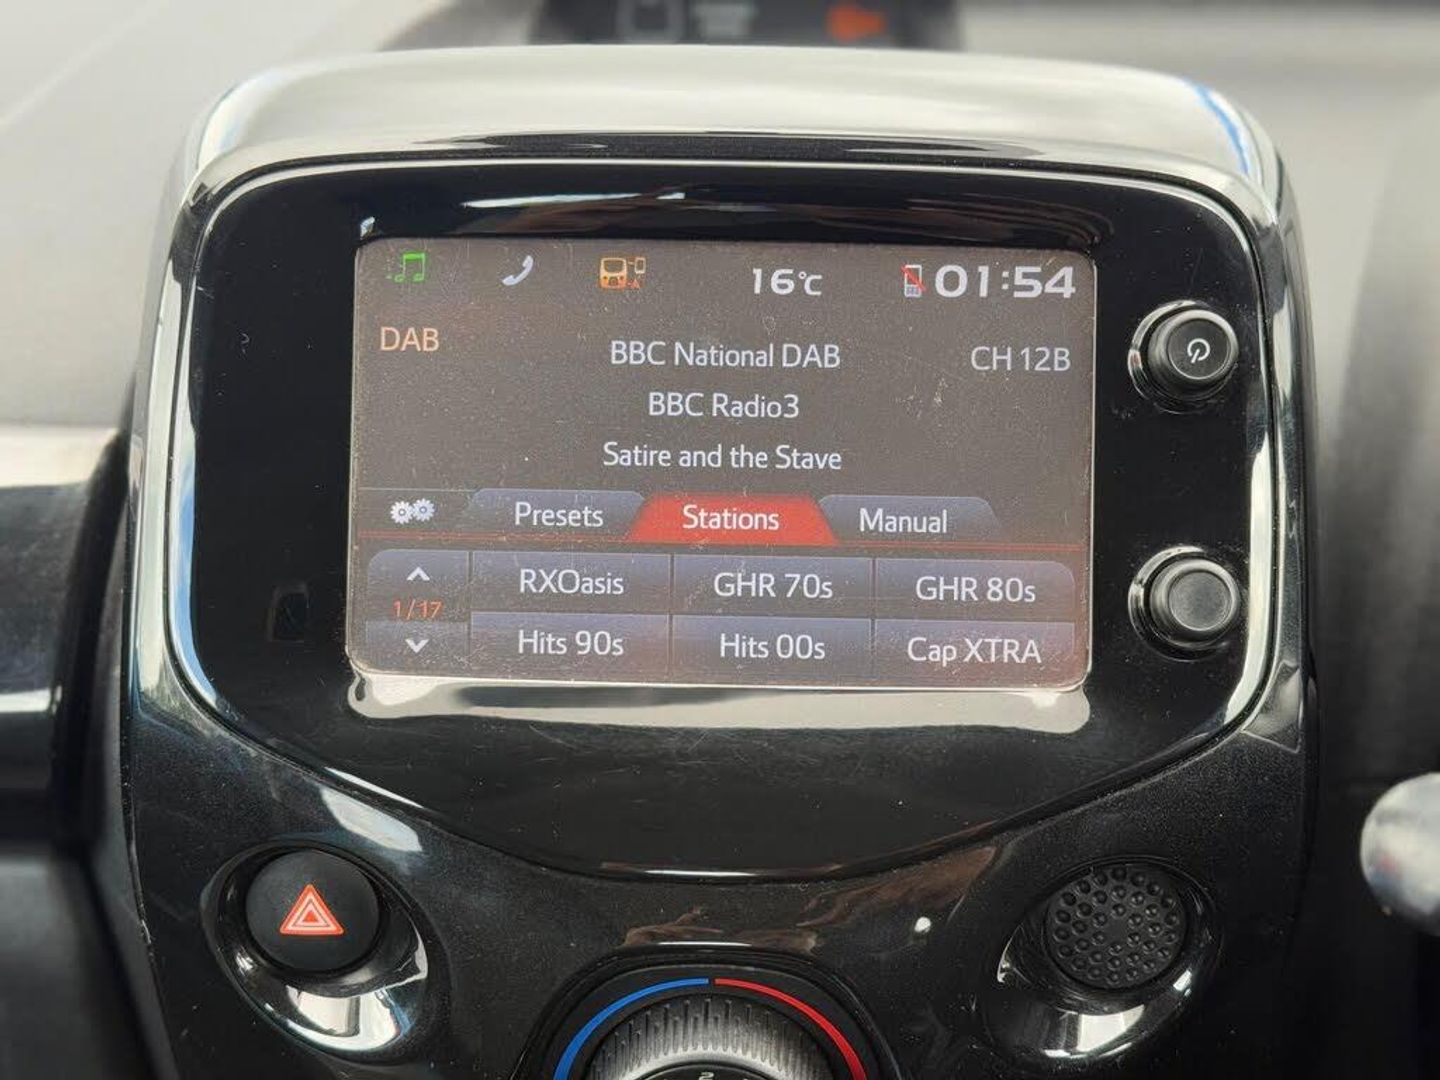 16°C 01:54
DAB BBC National DAB CH 12B
BBC Radio3
Satire and the Stave
Presets Stations Manual
RXOasis GHR 70s GHR 80s
1/17
Hits 90s Hits 00s Cap XTRA
2